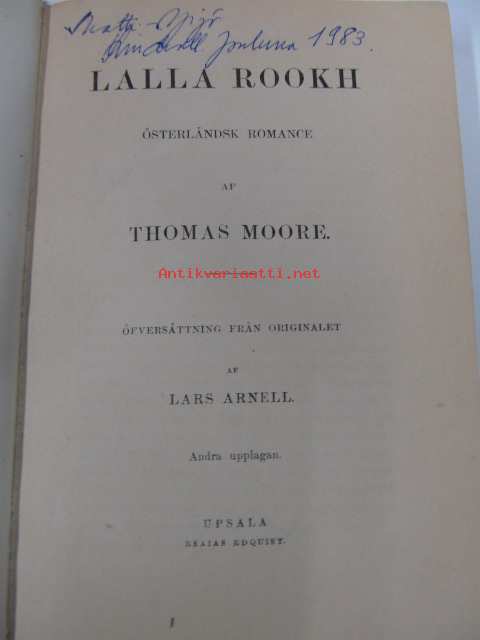 Matti-
1983.
LALLA ROOKH
ÖSTERLÄNDSK ROMANCE
AF
THOMAS MOORE.
Antikvariaatti.net
ÖFVERSÄTTNING FRÅN ORIGINALET
AF
LARS ARNELL.
Andra upplagan.
UPSALA
ESAIAS EDQUIST.